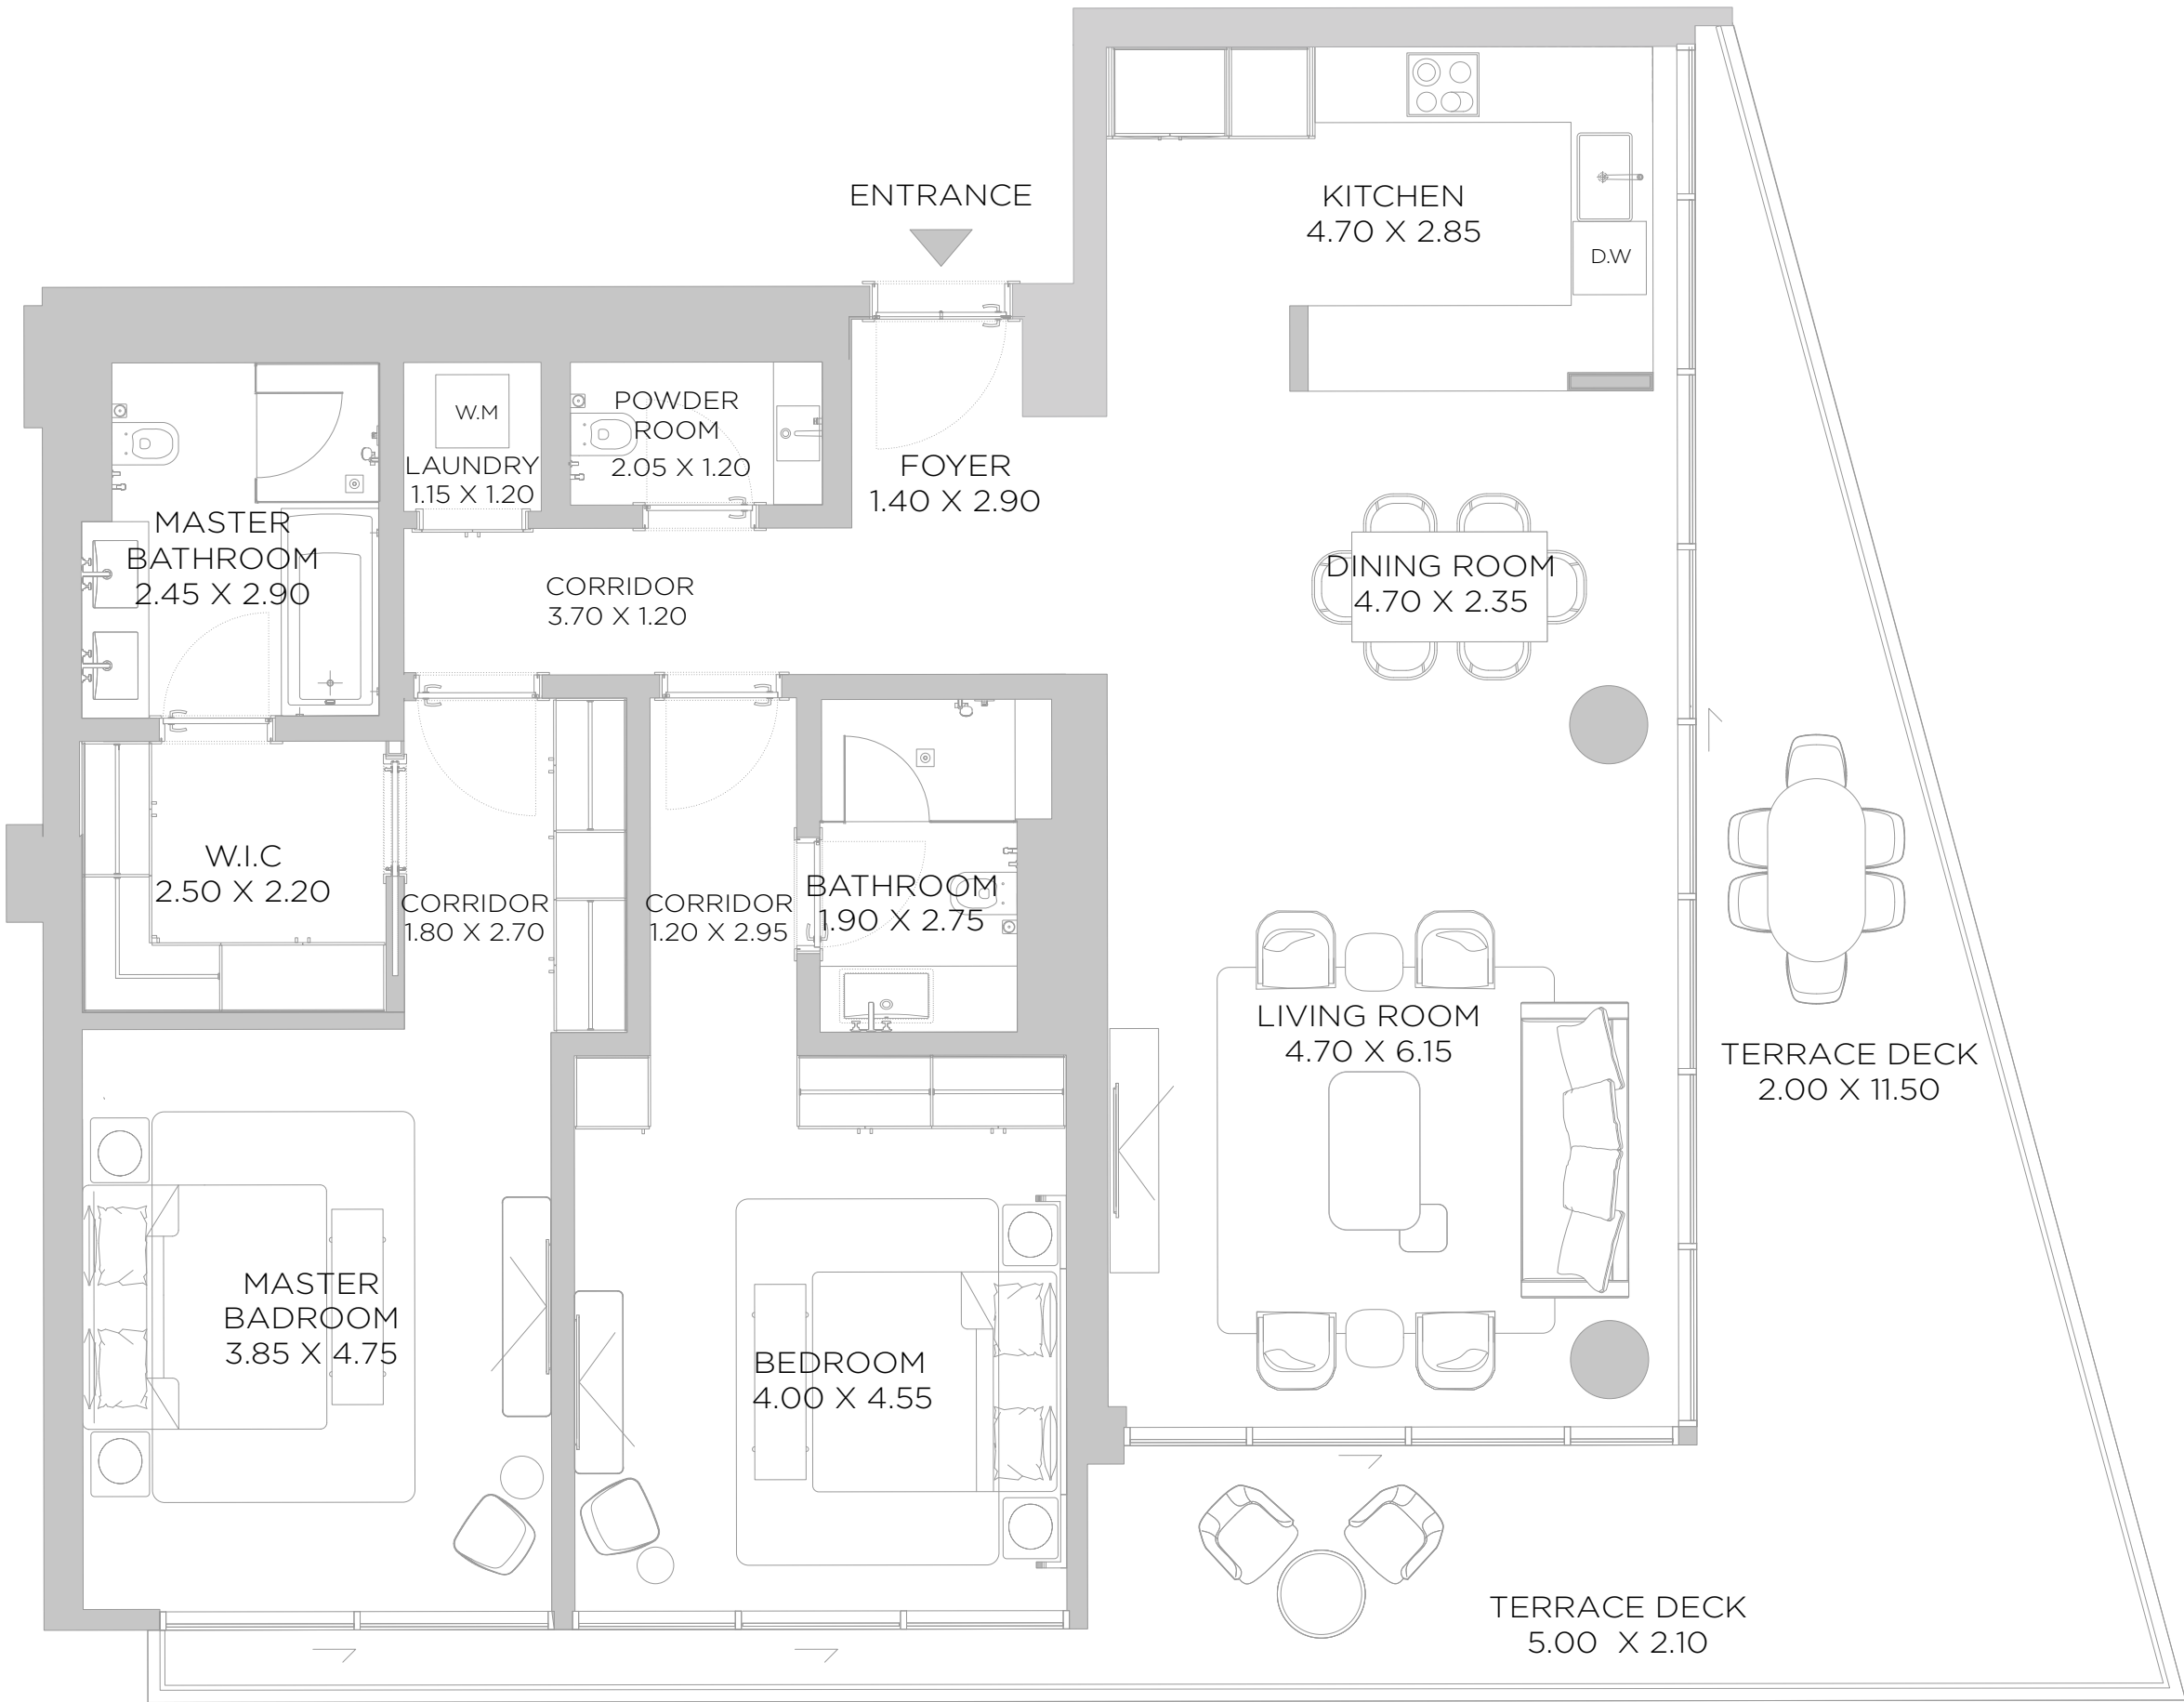 ENTRANCE
KITCHEN
4.70 X 2.85
D.W
W.M
LAUNDRY
1.15 X 1.20
POWDER
ROOM
2.05 X 1.20
FOYER
1.40 X 2.90
MASTER
BATHROOM
2.45 X 2.90
CORRIDOR
3.70 X 1.20
DINING ROOM
4.70 X 2.35
W.I.C
2.50 X 2.20
CORRIDOR
1.80 X 2.70
CORRIDOR
1.20 X 2.95
BATHROOM
1.90 X 2.75
LIVING ROOM
4.70 X 6.15
TERRACE DECK
2.00 X 11.50
MASTER
BADROOM
3.85 X 4.75
BEDROOM
4.00 X 4.55
TERRACE DECK
5.00 X 2.10